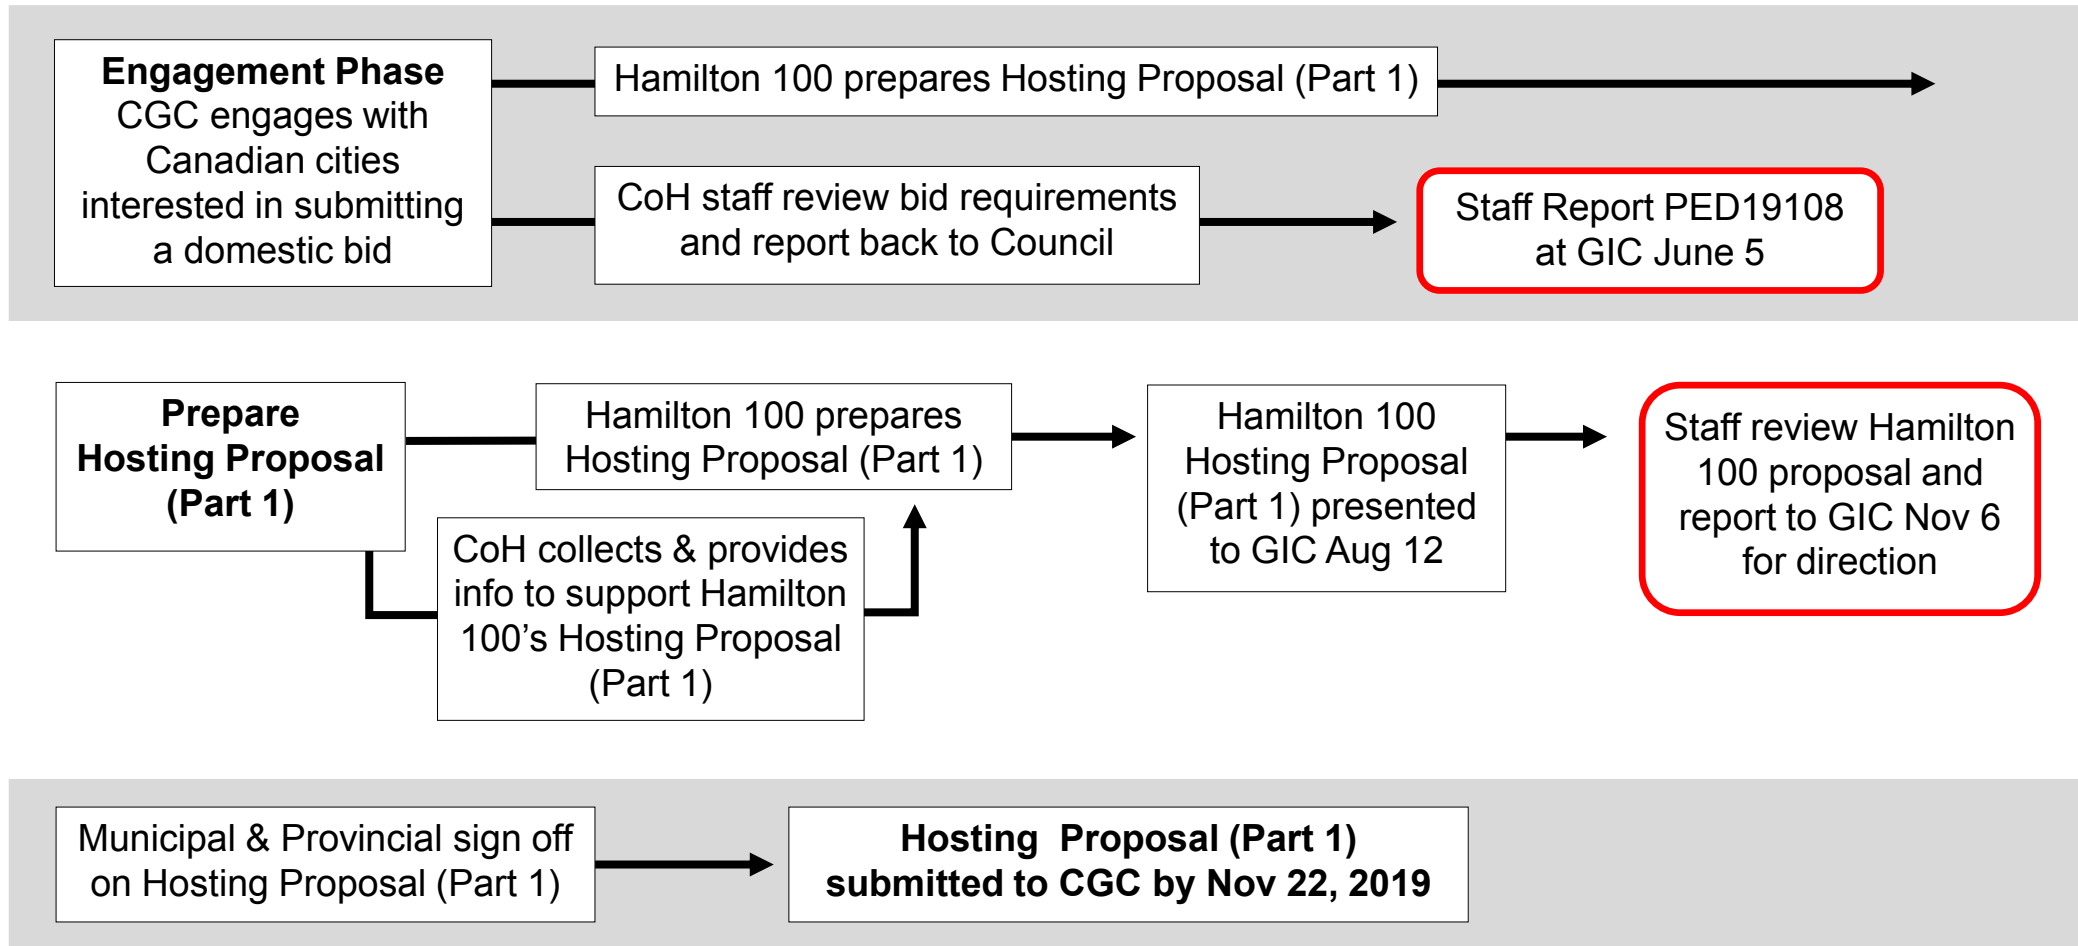 Engagement Phase
CGC engages with
Canadian cities
interested in submitting
a domestic bid
Hamilton 100 prepares Hosting Proposal (Part 1)
CoH staff review bid requirements
and report back to Council
Staff Report PED19108
at GIC June 5
Prepare
Hosting Proposal
(Part 1)
Hamilton 100 prepares
Hosting Proposal (Part 1)
CoH collects & provides
info to support Hamilton
100’s Hosting Proposal
(Part 1)
Hamilton 100
Hosting Proposal
(Part 1) presented
to GIC Aug 12
Staff review Hamilton
100 proposal and
report to GIC Nov 6
for direction
Municipal & Provincial sign off
on Hosting Proposal (Part 1)
Hosting Proposal (Part 1)
submitted to CGC by Nov 22, 2019